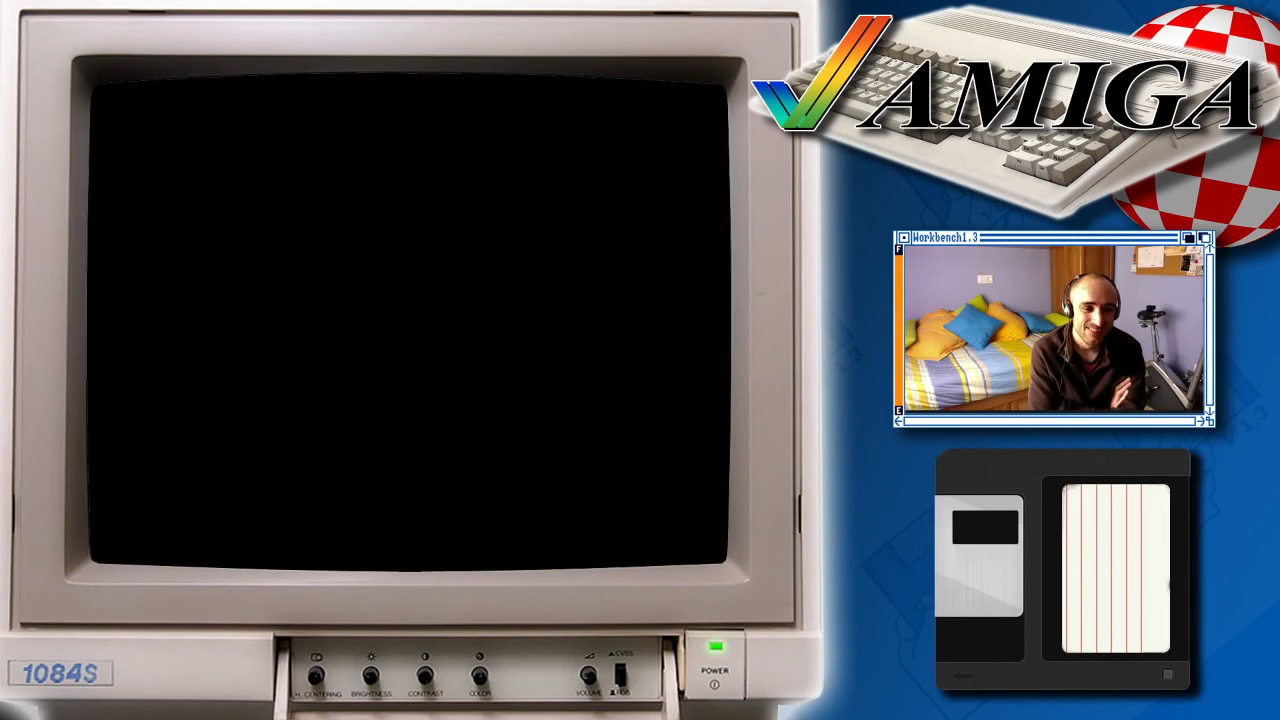 AMIGA
Workbench1.3
F
E
1084S
H. CENTERING
BRIGHTNESS
CONTRAST
COLOR
VOLUME
CVBS
RGB
POWER